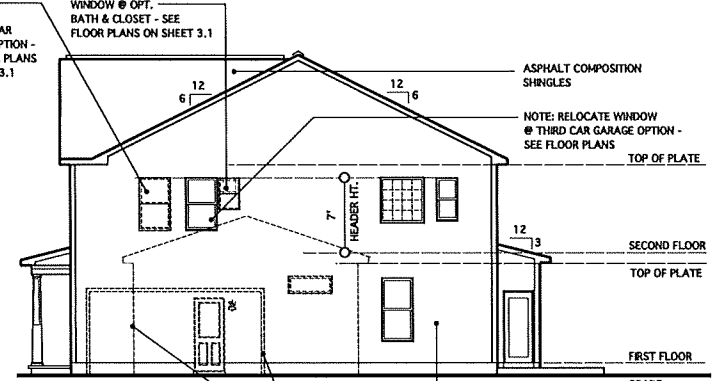 WINDOW @ OPT.
BATH & CLOSET - SEE
FLOOR PLANS ON SHEET 3.1
AR
PTION -
PLANS
3.1
12
6
12
6
ASPHALT COMPOSITION
SHINGLES
NOTE: RELOCATE WINDOW
@ THIRD CAR GARAGE OPTION -
SEE FLOOR PLANS
TOP OF PLATE
7'
HEADER HT.
12
3
SECOND FLOOR
TOP OF PLATE
FIRST FLOOR